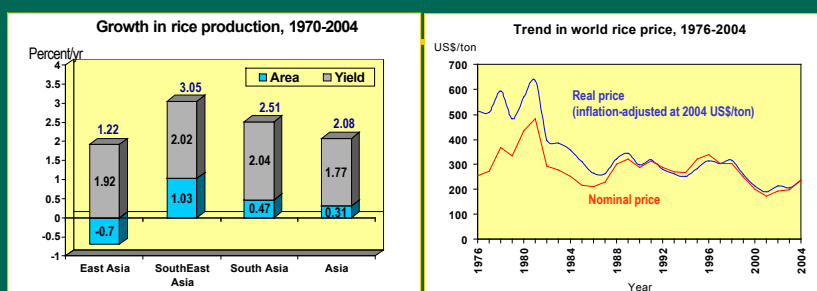 Growth in rice production, 1970-2004
Percent/yr
4
3.5
3
2.5
2
1.5
1
0.5
0
-0.5
-1
Area
Yield
1.22
3.05
2.51
2.08
1.92
2.02
2.04
1.77
-0.7
1.03
0.47
0.31
East Asia
SouthEast
Asia
South Asia
Asia
Trend in world rice price, 1976-2004
US$/ton
700
600
500
400
300
200
100
0
Real price
(inflation-adjusted at 2004 US$/ton)
Nominal price
1976
1980
1984
1988
1992
1996
2000
2004
Year